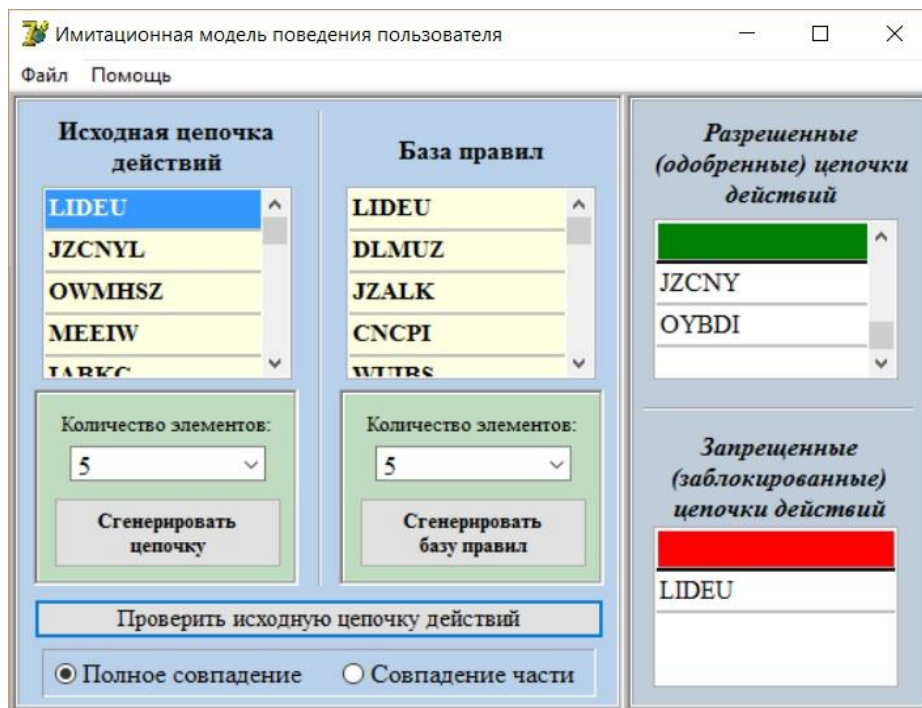 Имитационная модель поведения пользователя
Файл Помощь
Исходная цепочка
действий
LIDEU
JZCNYL
OWMHSZ
MEEIW
База правил
LIDEU
DLMUZ
JZALK
CNCPI
Количество элементов:
5
Сгенерировать
цепочку
Количество элементов:
5
Сгенерировать
базу правил
Проверить исходную цепочку действий
Полное совпадение
Совпадение части
Разрешенные
(одобренные) цепочки
действий
JZCNY
OYBDI
Запрещенные
(заблокированные)
цепочки действий
LIDEU